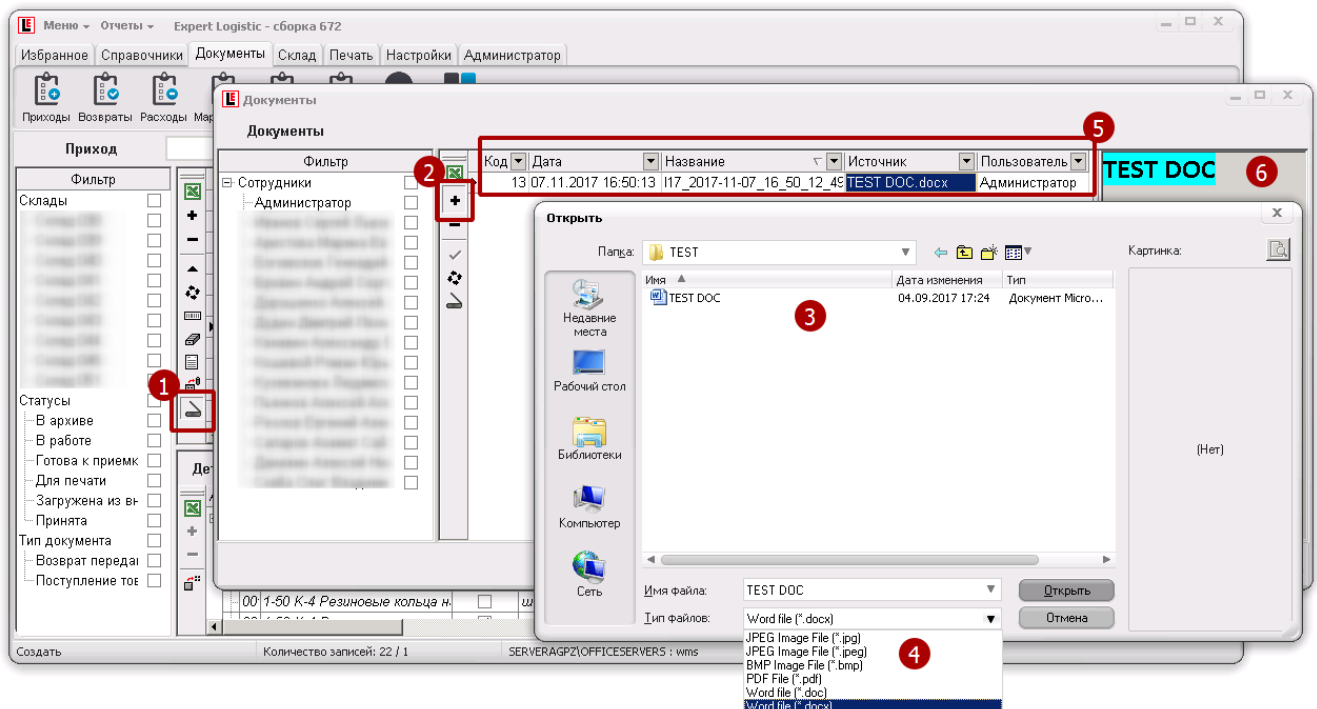 Меню Отчеты Expert Logistic - сборка 672
Избранное Справочники Документы Склад Печать Настройки Администратор
Приходы Возвраты Расходы
Приход
Фильтр
Склады
1
Статусы
В архиве
В работе
Готова к приемк
Для печати
Загружена из вн
Принята
Тип документа
Возврат передаı
Поступление тов
Документы
Документы
Фильтр
Сотрудники
Администратор
2
Код Дата Название Источник Пользователь
5
13 07.11.2017 16:50:13 I17_2017-11-07_16_50_12_49 TEST DOC.docx Администратор
TEST DOC
6
Открыть
Папка: TEST
Картинка:
Имя Дата изменения Тип
TEST DOC 04.09.2017 17:24 Документ Micro...
3
Недавние места
Рабочий стол
Библиотеки
Компьютер
Сеть
(Нет)
Имя файла: TEST DOC Открыть
Тип файлов: Word file (*.docx) Отмена
JPEG Image File (*.jpg)
JPEG Image File (*.jpeg)
BMP Image File (*.bmp)
PDF File (*.pdf)
Word file (*.doc)
Word file (*.docx)
4
1-50 К-4 Резиновые кольца н.
Создать Количество записей: 22 / 1 SERVERAGPZ\OFFICESERVERS : wms